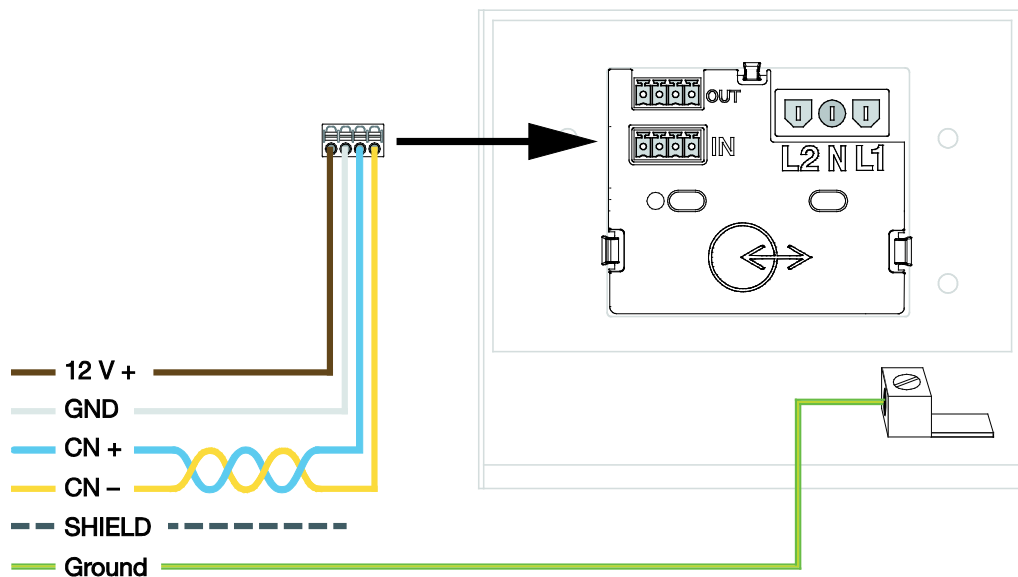 OUT
IN
L2 N L1
12 V +
GND
CN +
CN –
SHIELD
Ground